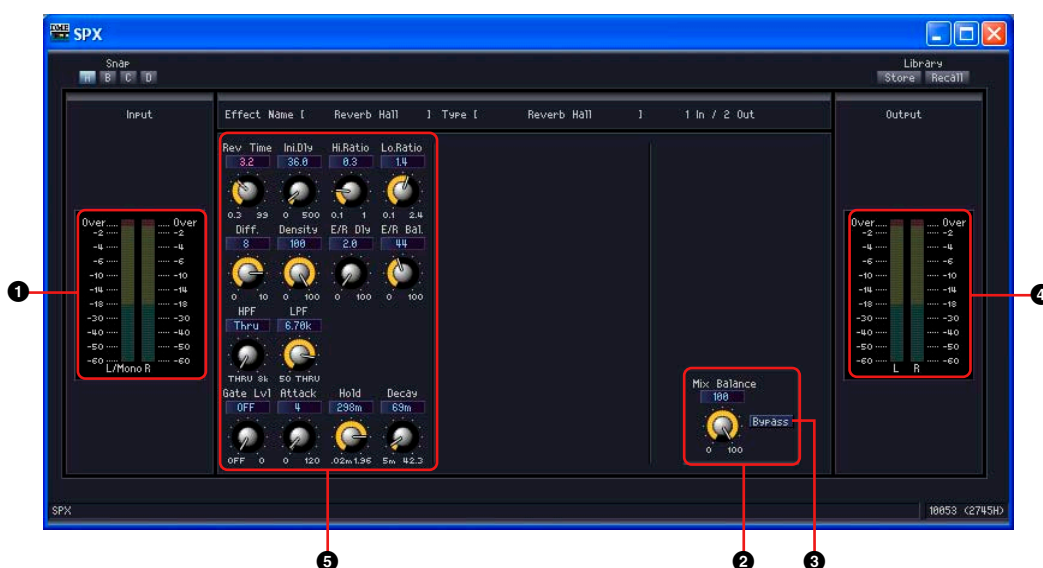 DME SPX
Snap
A B C D
Library
Store Recall
Input
Effect Name [ Reverb Hall ] Type [ Reverb Hall ] 1 In / 2 Out
Output
Rev Time Ini.Dly Hi.Ratio Lo.Ratio
3.2 36.0 0.3 1.4
0.3 99 0 500 0.1 1 0.1 2.4
Diff. Density E/R Dly E/R Bal.
8 100 2.0 44
0 10 0 100 0 100 0 100
HPF LPF
Thru 6.70k
THRU 8k 50 THRU
Gate Lvl Attack Hold Decay
OFF 4 298m 69m
OFF 0 0 120 .02m 1.96 5m 42.3
Over Over
-2 -2
-4 -4
-6 -6
-10 -10
-14 -14
-18 -18
-30 -30
-40 -40
-50 -50
-60 -60
L/Mono R
Mix Balance
100
Bypass
0 100
Over Over
-2 -2
-4 -4
-6 -6
-10 -10
-14 -14
-18 -18
-30 -30
-40 -40
-50 -50
-60 -60
L R
SPX
10053 (2745H)
1
4
5
2
3